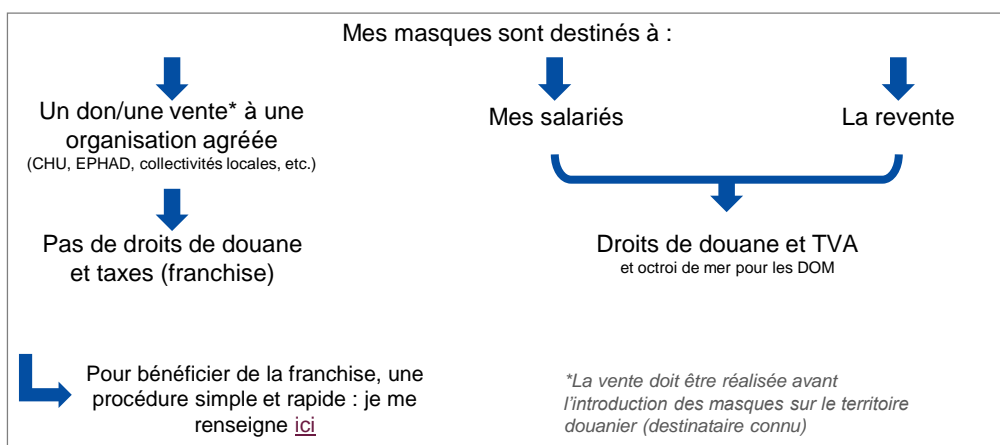 Mes masques sont destinés à :
Un don/une vente* à une
organisation agréée
(CHU, EPHAD, collectivités locales, etc.)
Mes salariés
La revente
Pas de droits de douane
et taxes (franchise)
Droits de douane et TVA
et octroi de mer pour les DOM
Pour bénéficier de la franchise, une
procédure simple et rapide : je me
renseigne ici
*La vente doit être réalisée avant
l'introduction des masques sur le territoire
douanier (destinataire connu)